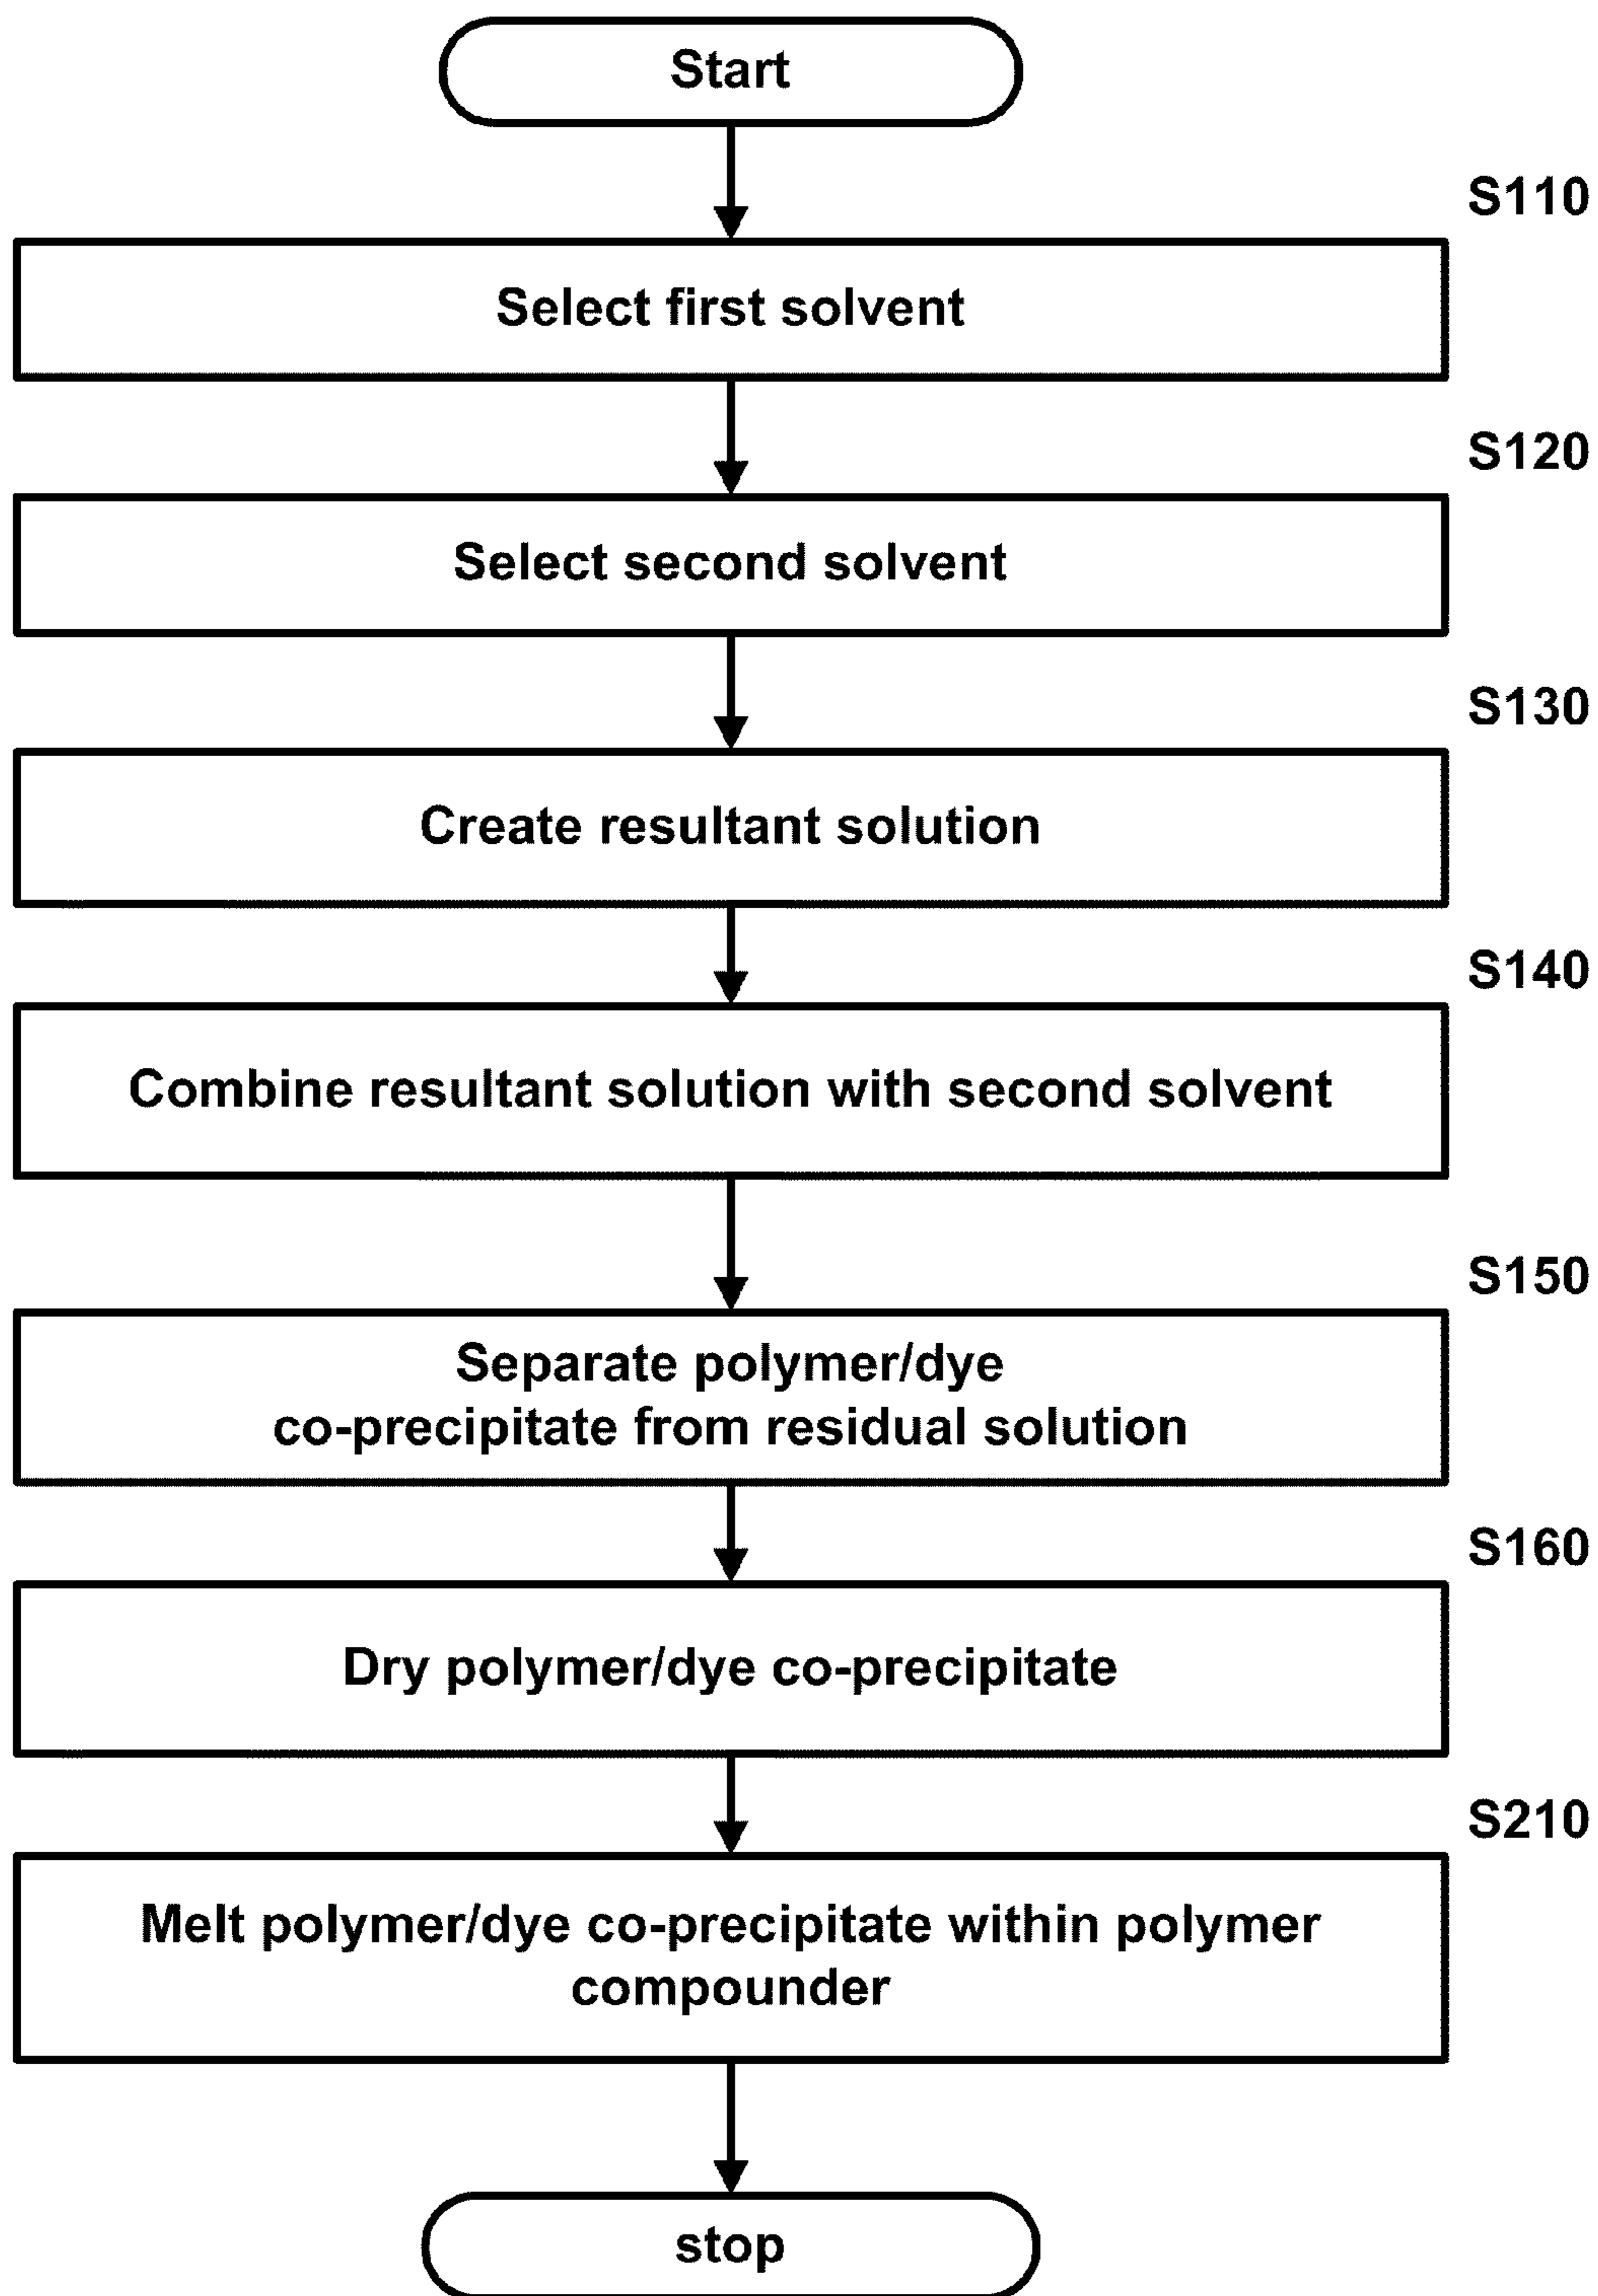 Start
S110
Select first solvent
S120
Select second solvent
S130
Create resultant solution
S140
Combine resultant solution with second solvent
S150
Separate polymer/dye
co-precipitate from residual solution
S160
Dry polymer/dye co-precipitate
S210
Melt polymer/dye co-precipitate within polymer
compounder
stop